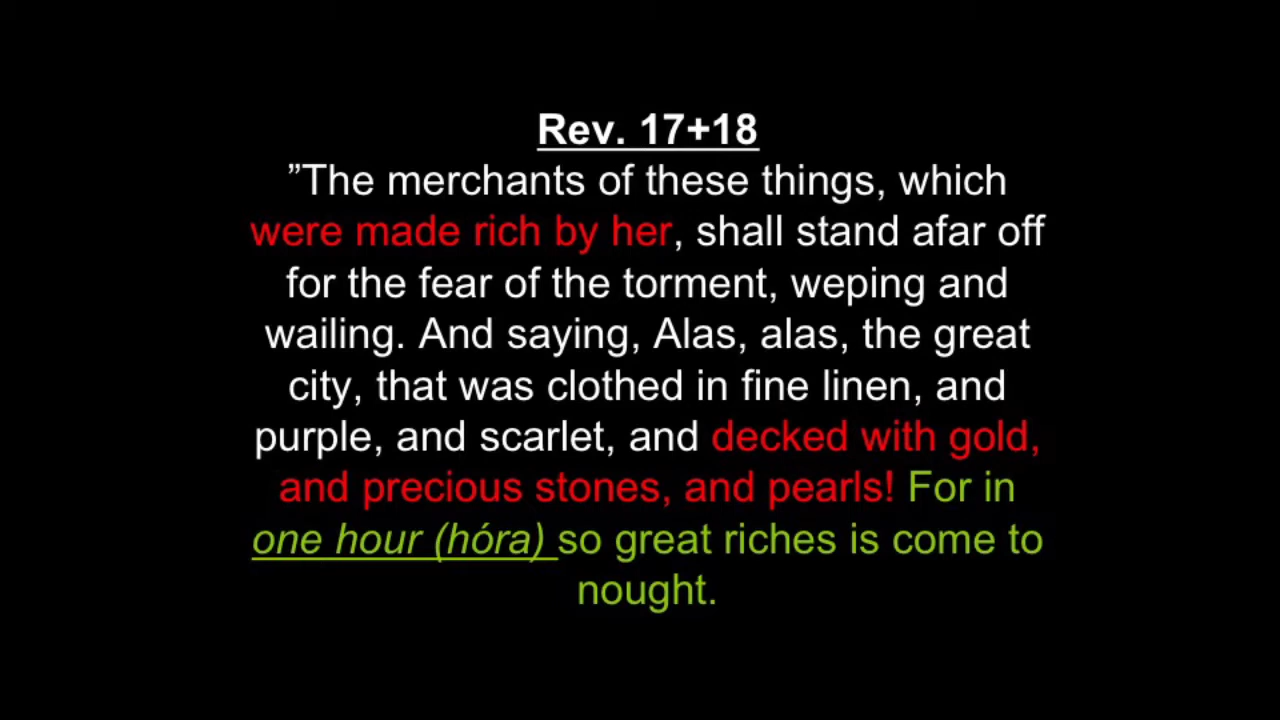 Rev. 17+18
”The merchants of these things, which
were made rich by her, shall stand afar off
for the fear of the torment, weping and
wailing. And saying, Alas, alas, the great
city, that was clothed in fine linen, and
purple, and scarlet, and decked with gold,
and precious stones, and pearls! For in
one hour (hóra) so great riches is come to
nought.